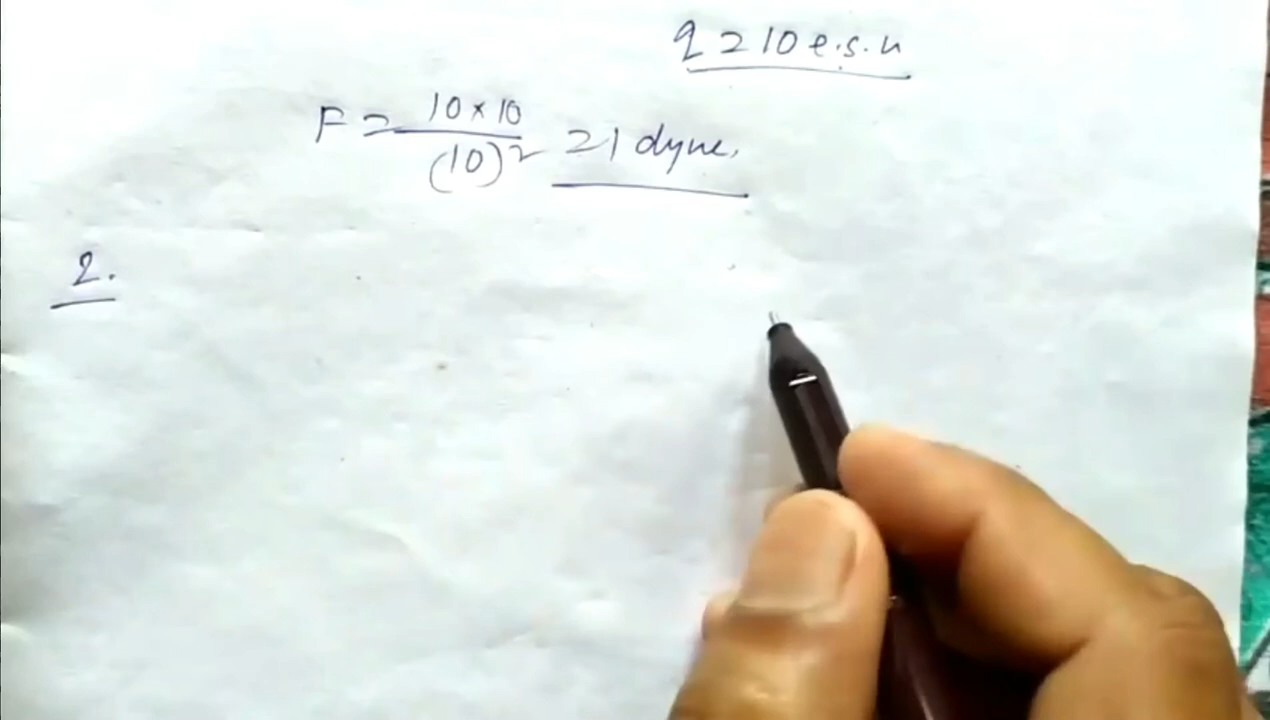 q = 10 e.s.u
F = 10 × 10 / (10)² = 1 dyne.
2.